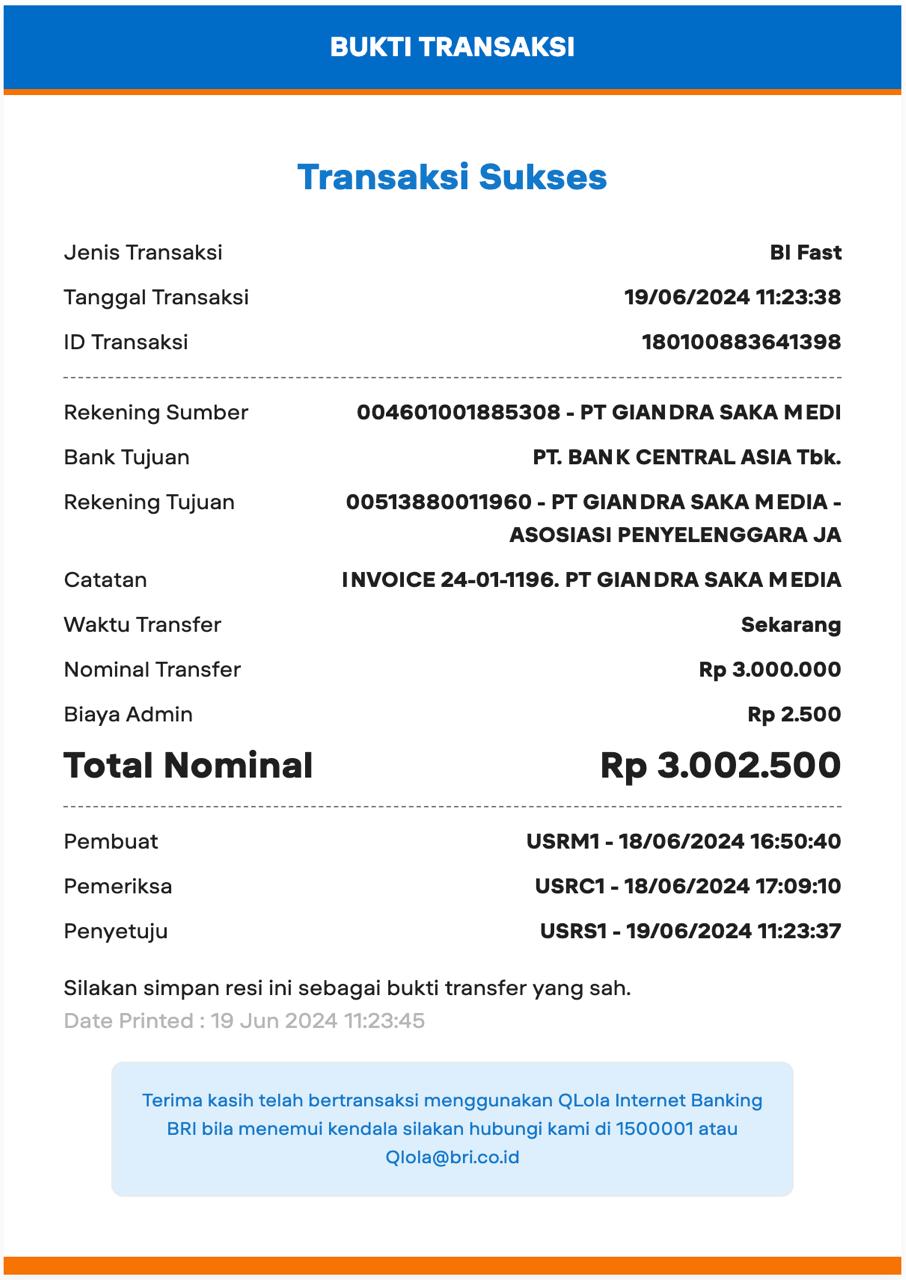 BUKTI TRANSAKSI
Transaksi Sukses
Jenis Transaksi BI Fast
Tanggal Transaksi 19/06/2024 11:23:38
ID Transaksi 180100883641398
Rekening Sumber 004601001885308 - PT GIANDRA SAKA MEDI
Bank Tujuan PT. BANK CENTRAL ASIA Tbk.
Rekening Tujuan 00513880011960 - PT GIANDRA SAKA MEDIA -
ASOSIASI PENYELENGGARA JA
Catatan INVOICE 24-01-1196. PT GIANDRA SAKA MEDIA
Waktu Transfer Sekarang
Nominal Transfer Rp 3.000.000
Biaya Admin Rp 2.500
Total Nominal Rp 3.002.500
Pembuat USRM1 - 18/06/2024 16:50:40
Pemeriksa USRC1 - 18/06/2024 17:09:10
Penyetuju USRS1 - 19/06/2024 11:23:37
Silakan simpan resi ini sebagai bukti transfer yang sah.
Date Printed : 19 Jun 2024 11:23:45
Terima kasih telah bertransaksi menggunakan QLola Internet Banking
BRI bila menemui kendala silakan hubungi kami di 1500001 atau
Qlola@bri.co.id